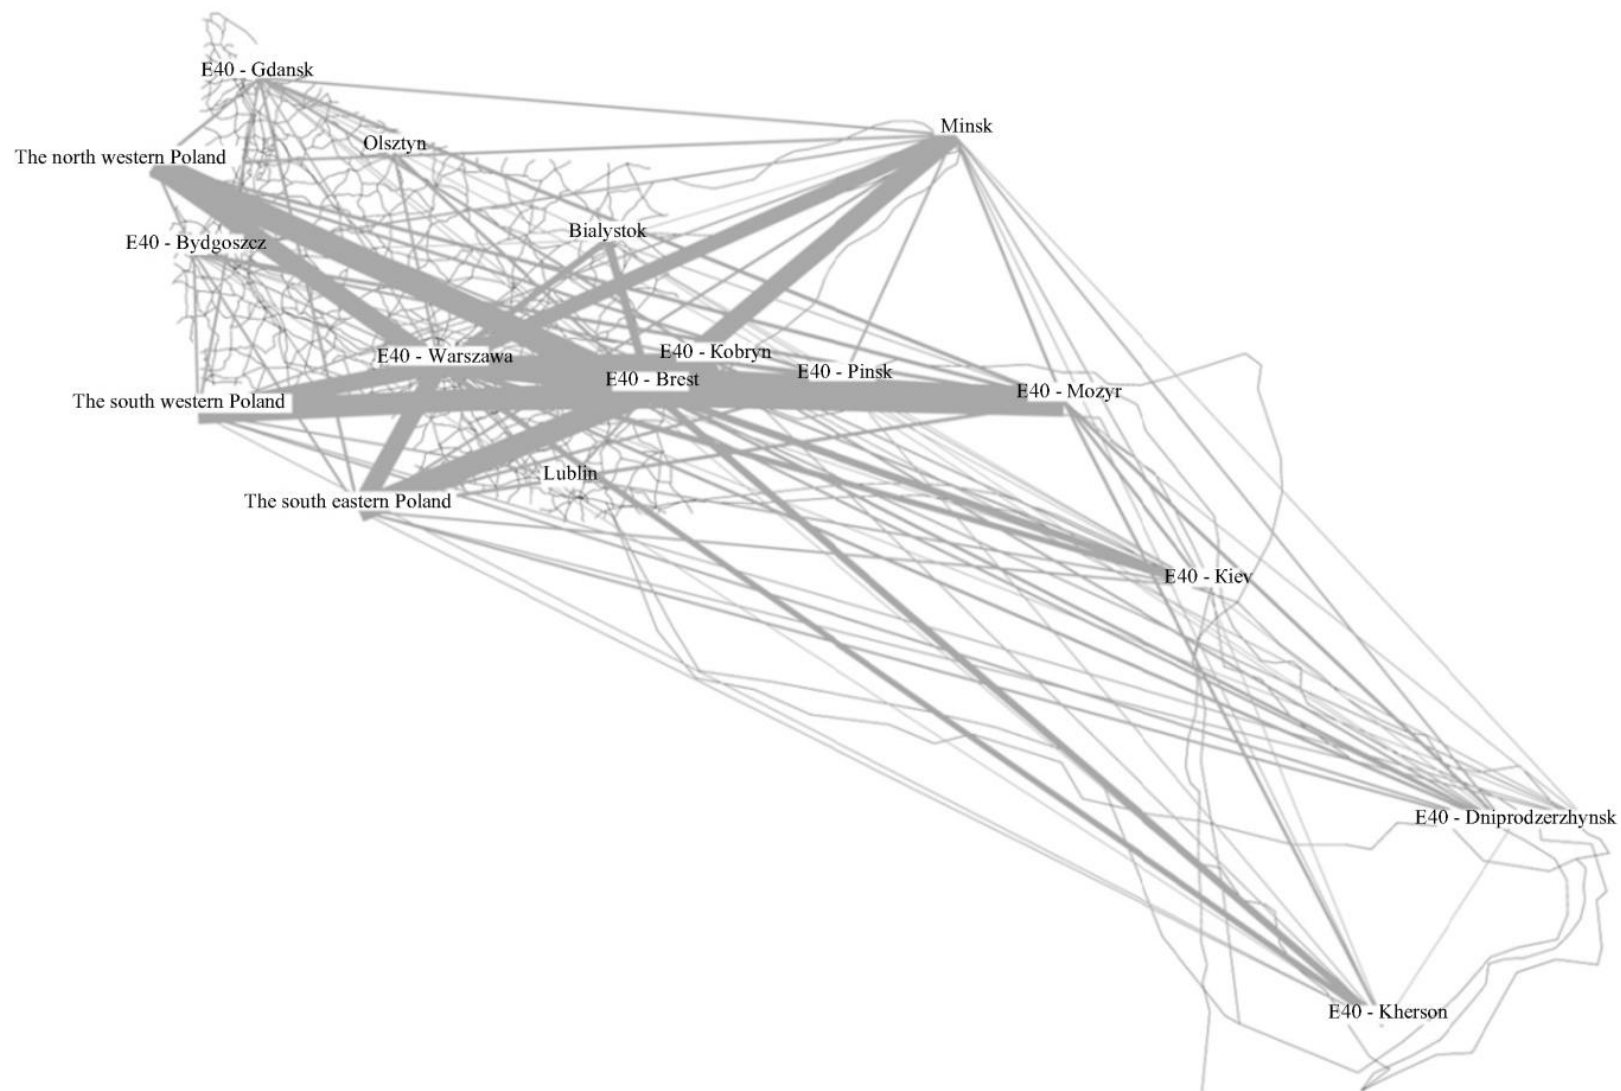 E40 - Gdansk
Minsk
Olsztyn
The north western Poland
Bialystok
E40 - Bydgoszcz
E40 - Warszawa
E40 - Kobryn
E40 - Pinsk
E40 - Brest
E40 - Mozyr
The south western Poland
Lublin
The south eastern Poland
E40 - Kiev
E40 - Dniprodzerzhynsk
E40 - Kherson